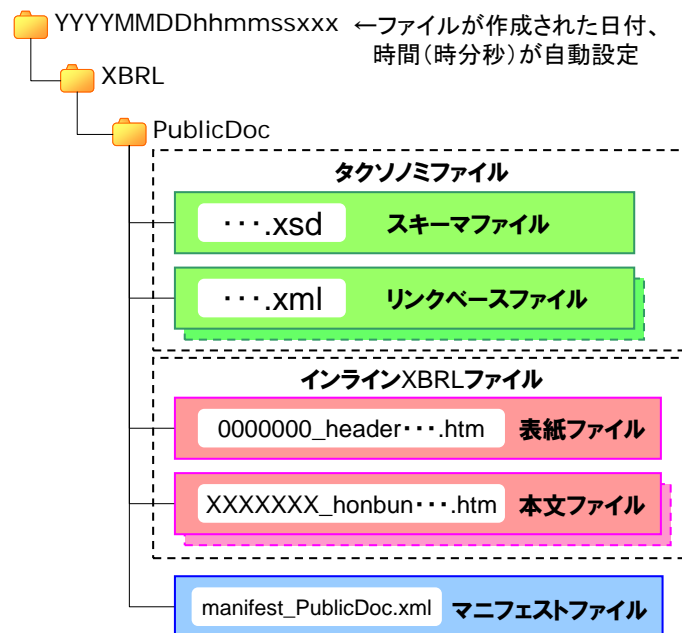 YYYYMMDDhhmmssxxx ←ファイルが作成された日付、
時間(時分秒)が自動設定
XBRL
PublicDoc
タクソノミファイル
・・・.xsd スキーマファイル
・・・.xml リンクベースファイル
インラインXBRLファイル
0000000_header・・・.htm 表紙ファイル
XXXXXXX_honbun・・・.htm 本文ファイル
manifest_PublicDoc.xml マニフェストファイル